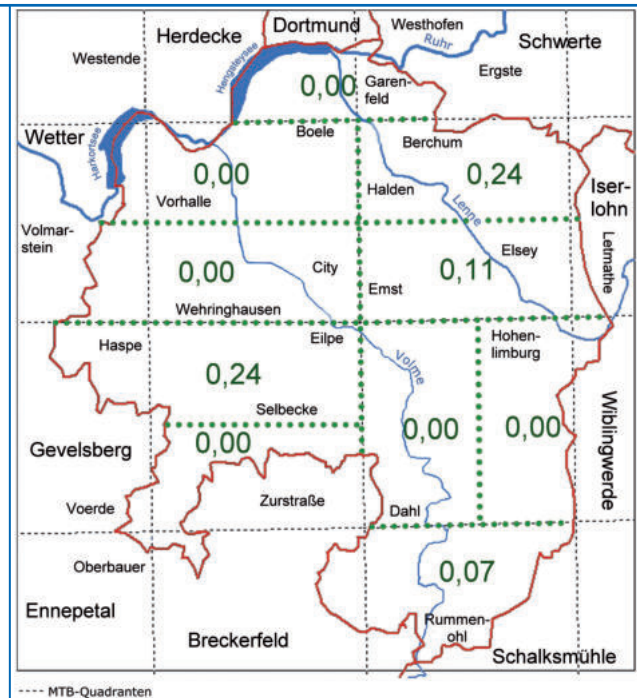 Herdecke
Dortmund
Westhofen
Schwerte
Westende
Hengsteysee
Ruhr
Ergste
0,00
Garen-
feld
Wetter
Harkortsee
Boele
Berchum
0,00
0,24
Iser-
lohn
Vorhalle
Halden
Lenne
Volmar-
stein
0,00
City
Elsey
Letmathe
0,11
Emst
Wehringhausen
Haspe
Eilpe
Hohen-
limburg
Volme
0,24
Selbecke
Wiblingwerde
Gevelsberg
0,00
0,00
0,00
Voerde
Zurstraße
Dahl
Oberbauer
0,07
Ennepetal
Breckerfeld
Rummen-
ohl
Schalksmühle
---- MTB-Quadranten